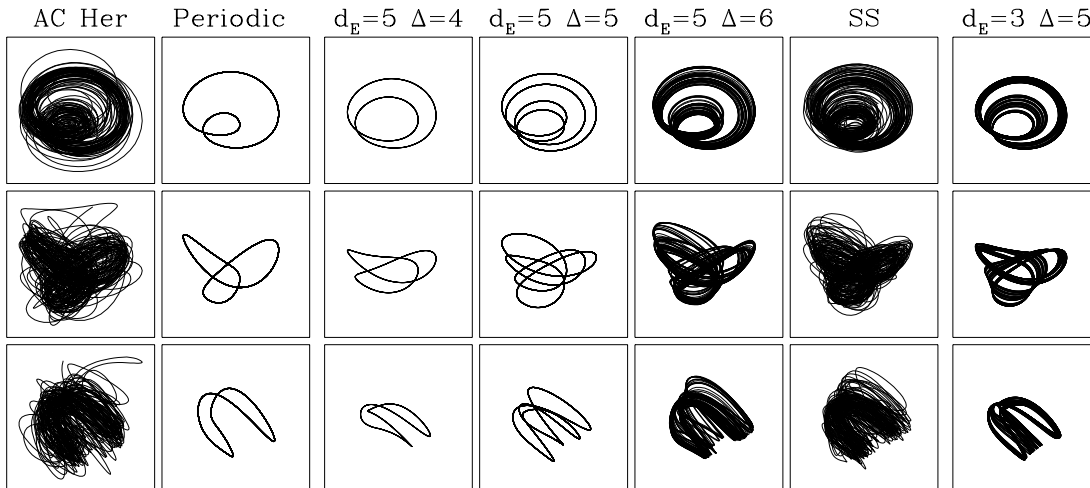 AC Her Periodic d_E=5 Δ=4 d_E=5 Δ=5 d_E=5 Δ=6 SS d_E=3 Δ=5